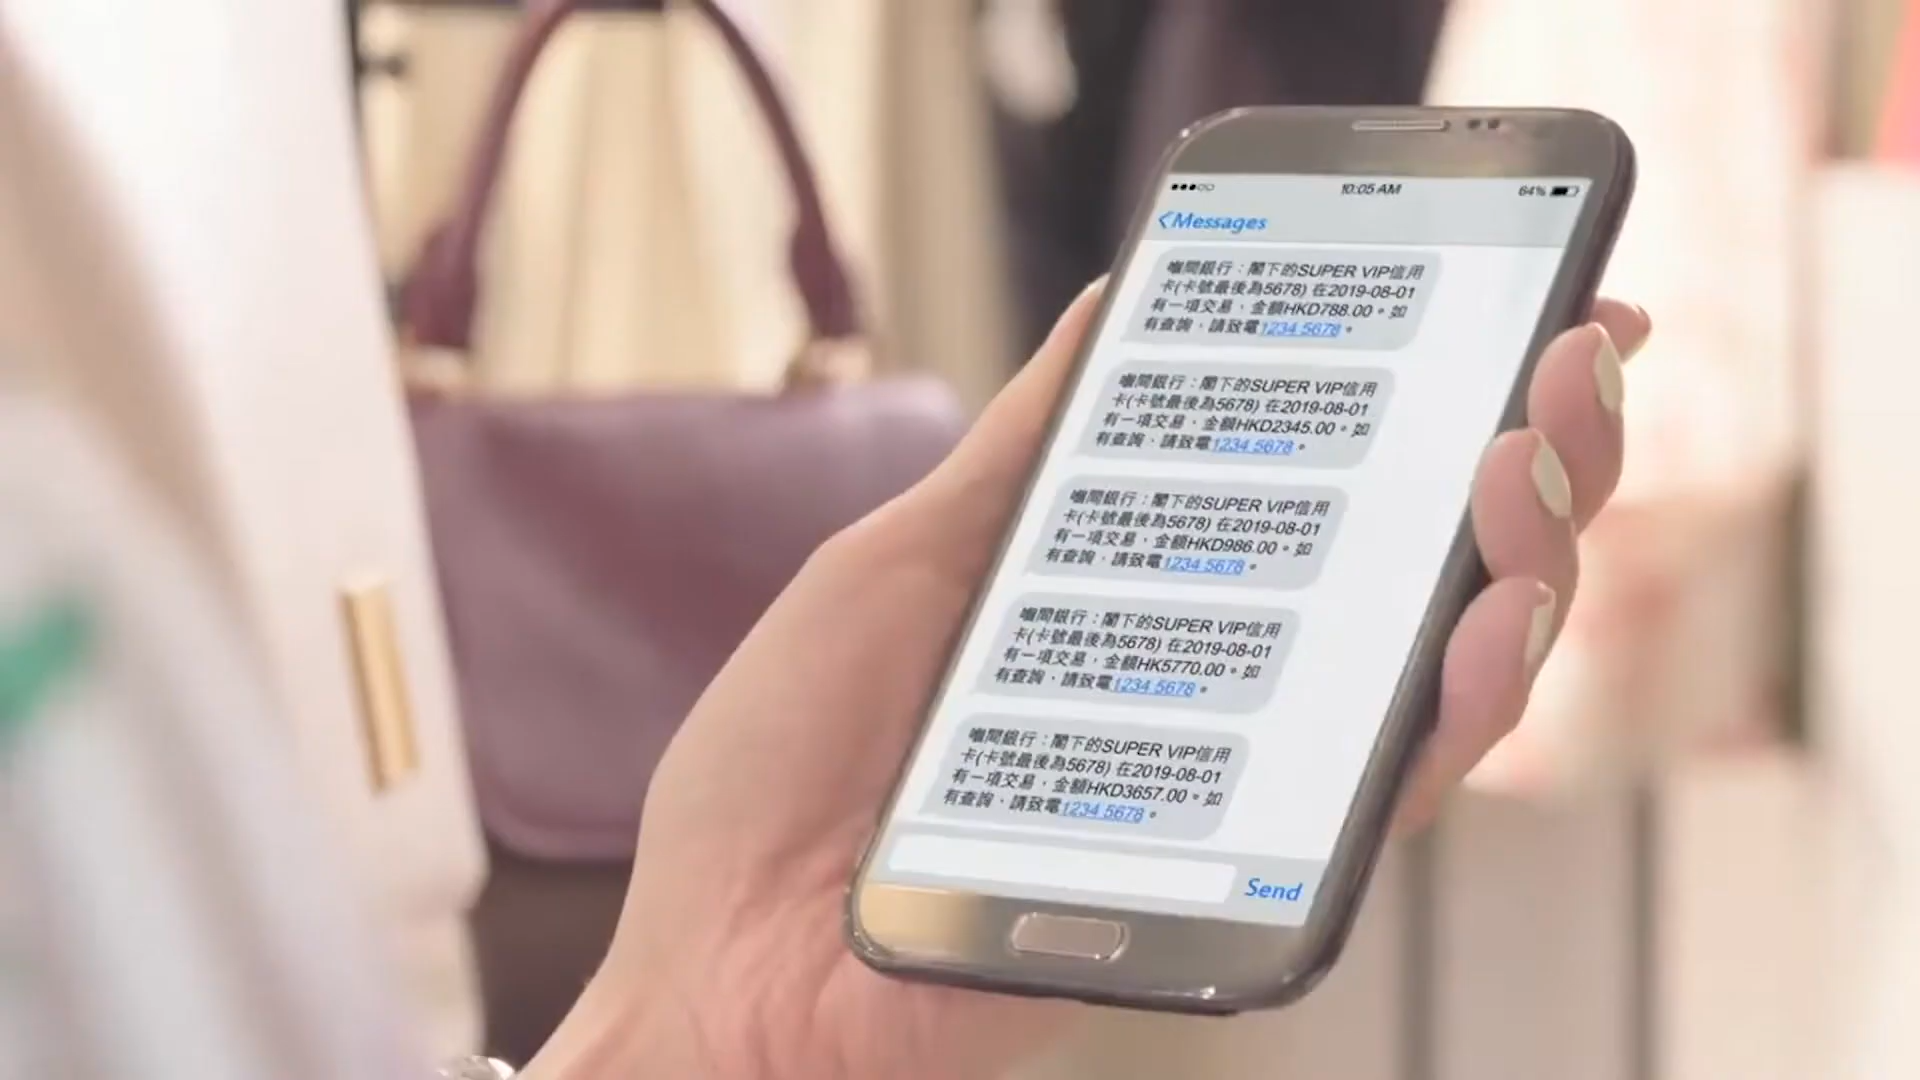 10:05 AM
64%
Messages
嗰間銀行：閣下的SUPER VIP信用
卡(卡號最後為5678) 在2019-08-01
有一項交易，金額HKD788.00。如
有查詢，請致電1234 5678。
嗰間銀行：閣下的SUPER VIP信用
卡(卡號最後為5678) 在2019-08-01
有一項交易，金額HKD2345.00。如
有查詢，請致電1234 5678。
嗰間銀行：閣下的SUPER VIP信用
卡(卡號最後為5678) 在2019-08-01
有一項交易，金額HKD986.00。如
有查詢，請致電1234 5678。
嗰間銀行：閣下的SUPER VIP信用
卡(卡號最後為5678) 在2019-08-01
有一項交易，金額HK5770.00。如
有查詢，請致電1234 5678。
嗰間銀行：閣下的SUPER VIP信用
卡(卡號最後為5678) 在2019-08-01
有一項交易，金額HKD3657.00。如
有查詢，請致電1234 5678。
Send